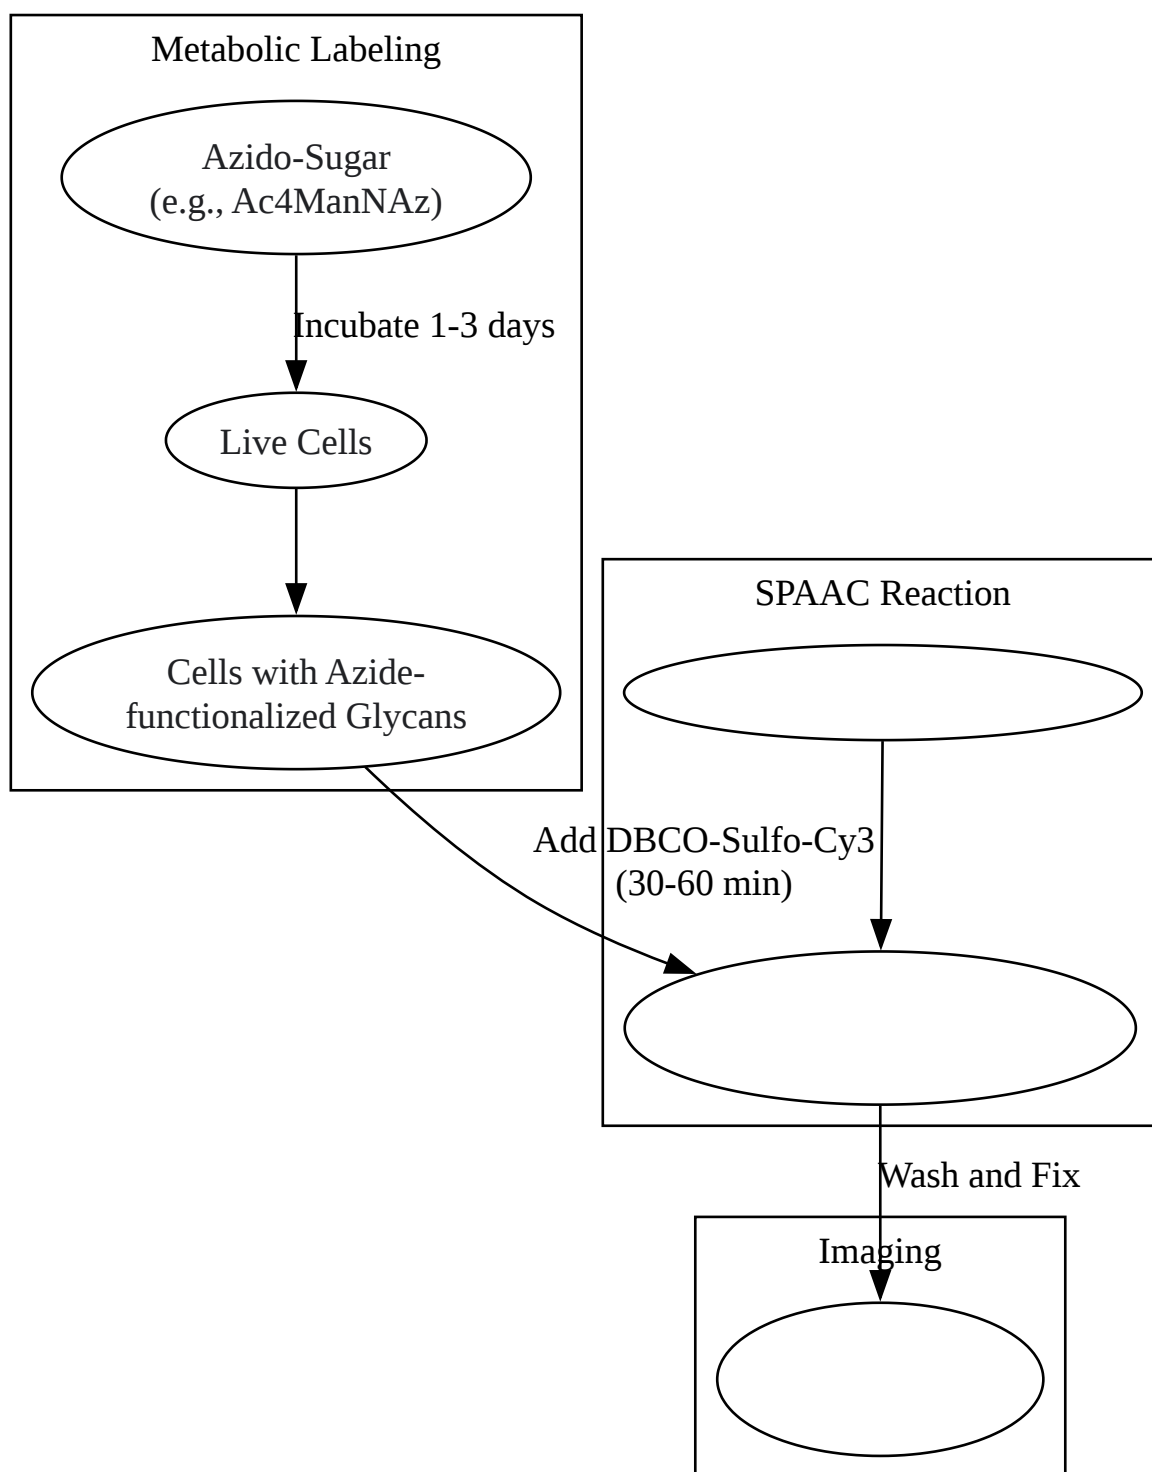 Metabolic Labeling
Azido-Sugar
(e.g., Ac4ManNAz)
Incubate 1-3 days
Live Cells
Cells with Azide-
functionalized Glycans
SPAAC Reaction
Add DBCO-Sulfo-Cy3
(30-60 min)
Wash and Fix
Imaging